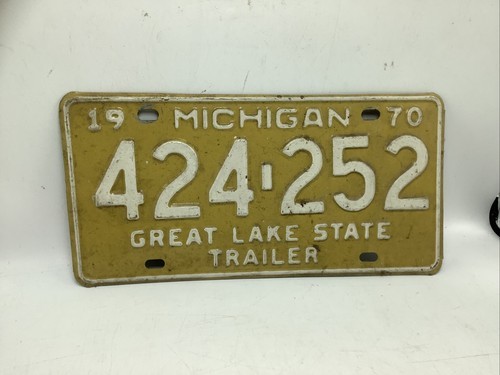 19 MICHIGAN 70
424-252
GREAT LAKE STATE
TRAILER